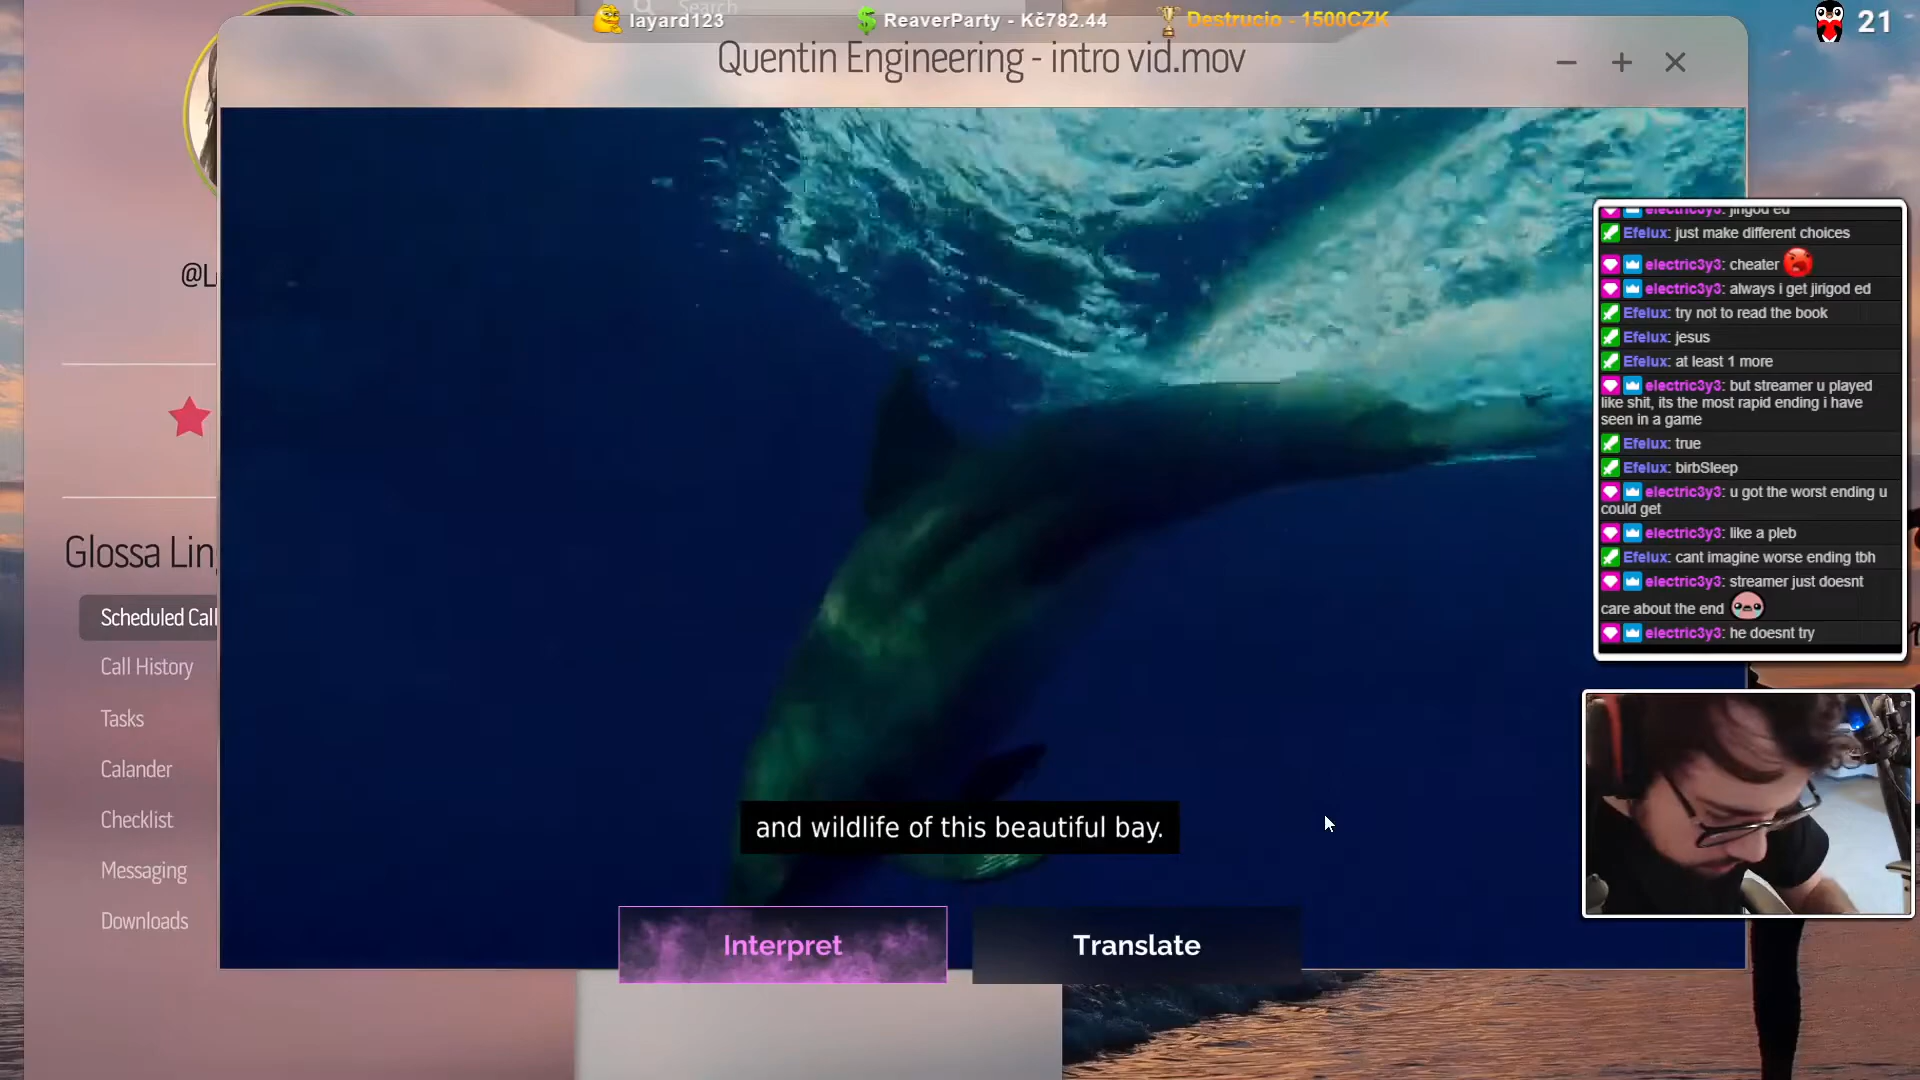 Search
layard123
ReaverParty - Kč782.44
Destrucio - 1500CZK
21
Quentin Engineering - intro vid.mov
@L
Glossa Lin
Scheduled Call
Call History
Tasks
Calander
Checklist
Messaging
Downloads
and wildlife of this beautiful bay.
Interpret
Translate
electric3y3: jirigod ed
Efelux: just make different choices
electric3y3: cheater
electric3y3: always i get jirigod ed
Efelux: try not to read the book
Efelux: jesus
Efelux: at least 1 more
electric3y3: but streamer u played
like shit, its the most rapid ending i have
seen in a game
Efelux: true
Efelux: birbSleep
electric3y3: u got the worst ending u
could get
electric3y3: like a pleb
Efelux: cant imagine worse ending tbh
electric3y3: streamer just doesnt
care about the end
electric3y3: he doesnt try